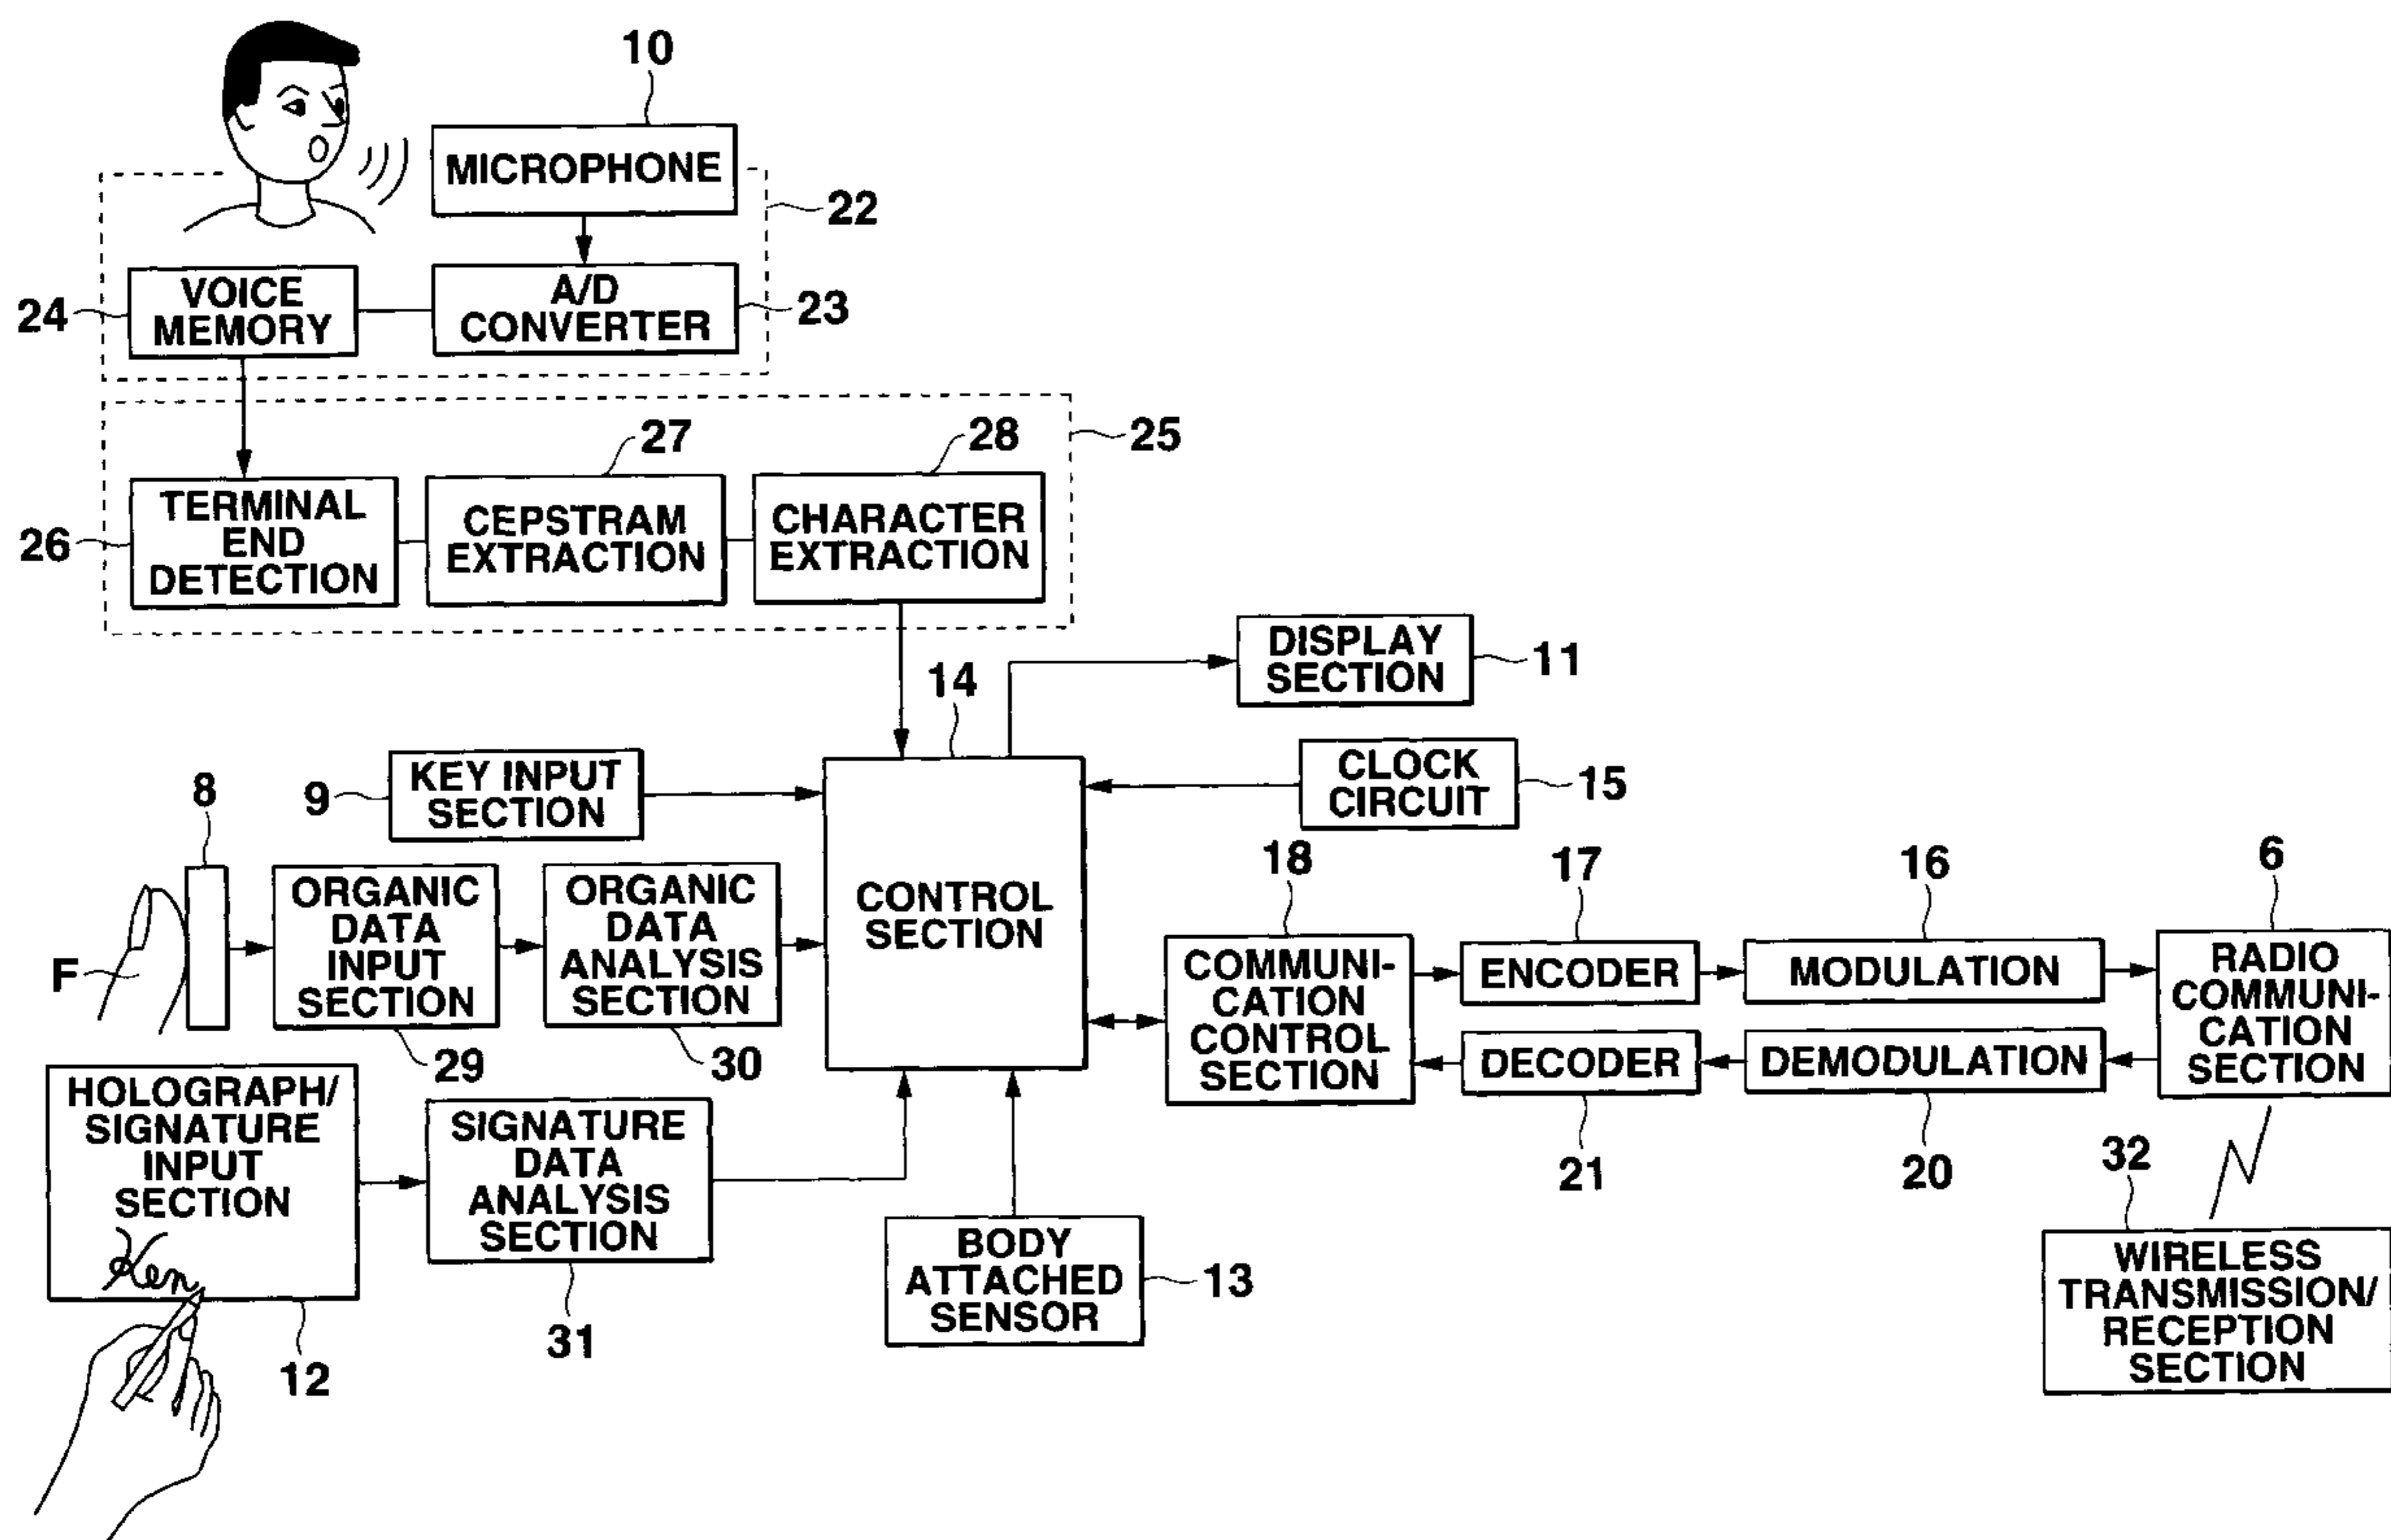 10
MICROPHONE
22
24
VOICE
MEMORY
A/D
CONVERTER
23
27
28
25
26
TERMINAL
END
DETECTION
CEPSTRAM
EXTRACTION
CHARACTER
EXTRACTION
DISPLAY
SECTION
11
14
9
KEY INPUT
SECTION
CLOCK
CIRCUIT
15
8
F
ORGANIC
DATA
INPUT
SECTION
29
ORGANIC
DATA
ANALYSIS
SECTION
30
CONTROL
SECTION
18
COMMUNI-
CATION
CONTROL
SECTION
17
ENCODER
16
MODULATION
6
RADIO
COMMUNI-
CATION
SECTION
DECODER
21
DEMODULATION
20
HOLOGRAPH/
SIGNATURE
INPUT
SECTION
Ken
12
SIGNATURE
DATA
ANALYSIS
SECTION
31
BODY
ATTACHED
SENSOR
13
32
WIRELESS
TRANSMISSION/
RECEPTION
SECTION